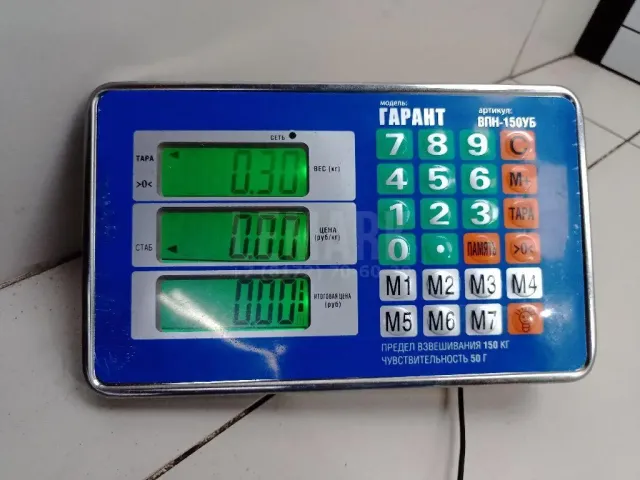 модель:
ГАРАНТ
артикул:
ВПН-150УБ
СЕТЬ
ТАРА
>0<
0.30
ВЕС (кг)
СТАБ
0.00
ЦЕНА
(руб/кг)
0.00
ИТОГОВАЯ ЦЕНА
(руб)
7 8 9 C
4 5 6 M+
1 2 3 ТАРА
0 . ПАМЯТЬ >0<
M1 M2 M3 M4
M5 M6 M7
ПРЕДЕЛ ВЗВЕШИВАНИЯ 150 КГ
ЧУВСТВИТЕЛЬНОСТЬ 50 Г